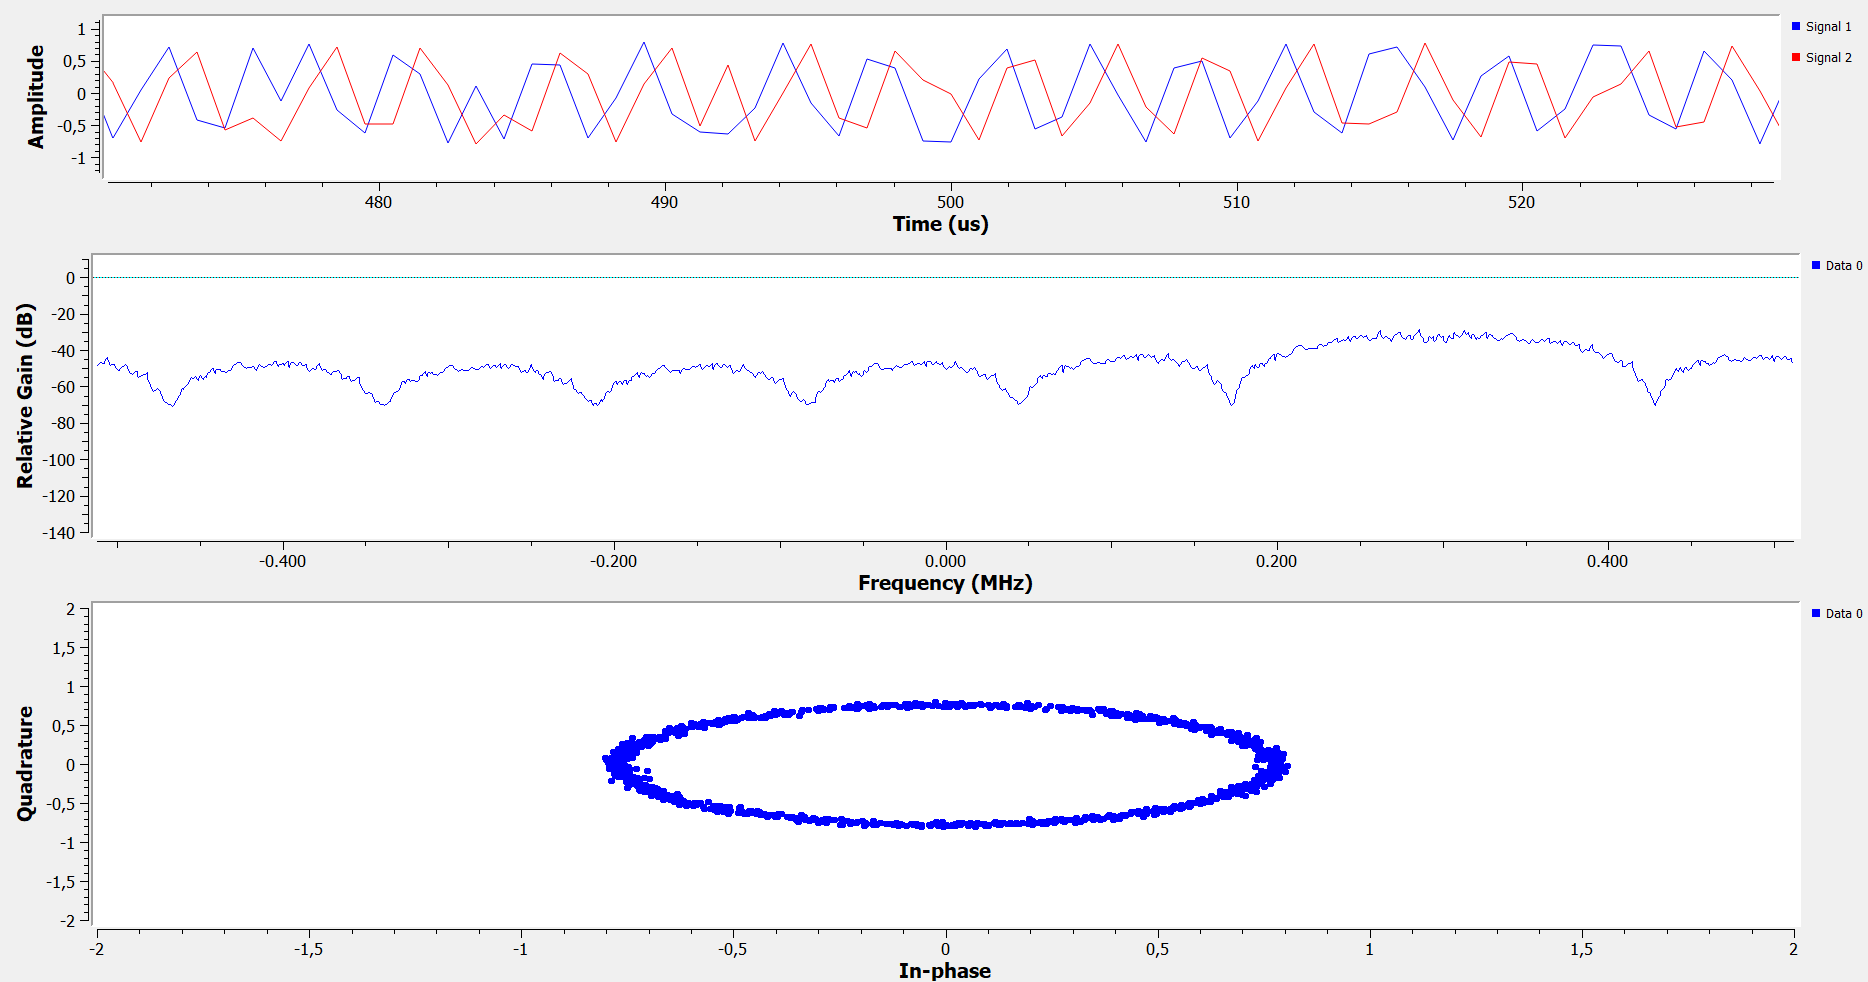 Amplitude
1
0,5
0
-0,5
-1
Signal 1
Signal 2
480 490 500 510 520
Time (us)
Relative Gain (dB)
0
-20
-40
-60
-80
-100
-120
-140
Data 0
-0.400 -0.200 0.000 0.200 0.400
Frequency (MHz)
Quadrature
2
1,5
1
0,5
0
-0,5
-1
-1,5
-2
Data 0
-2 -1,5 -1 -0,5 0 0,5 1 1,5 2
In-phase